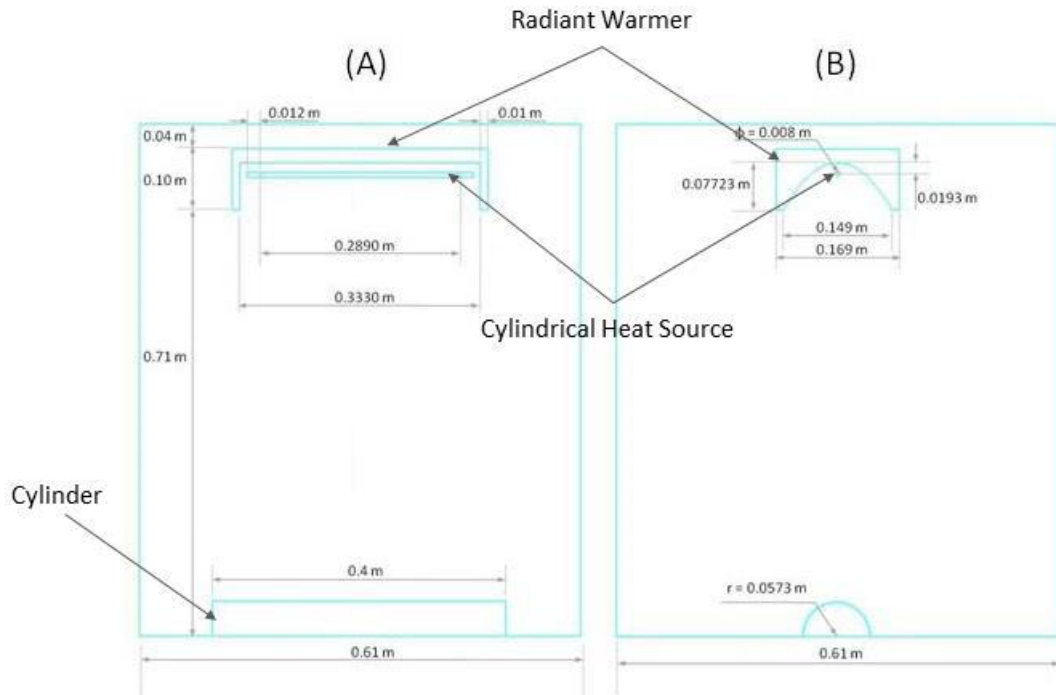 Radiant Warmer
(A)
(B)
0.012 m
0.01 m
0.04 m
0.10 m
0.2890 m
0.3330 m
0.71 m
ϕ = 0.008 m
0.07723 m
0.0193 m
0.149 m
0.169 m
Cylindrical Heat Source
Cylinder
0.4 m
0.61 m
r = 0.0573 m
0.61 m